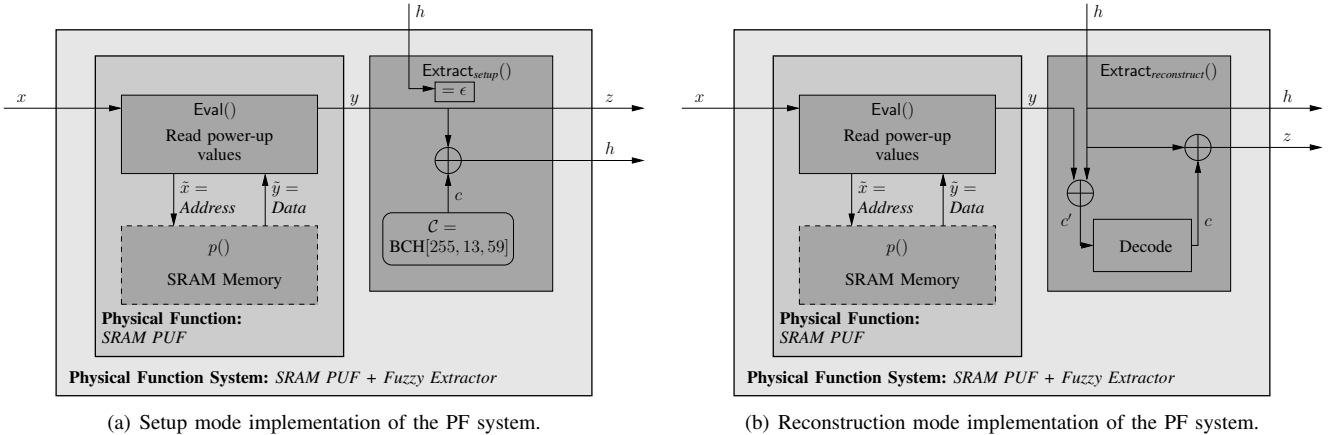 h
Extract_setup()
= ϵ
x
Eval()
Read power-up
values
y
z
h
x̃ =
Address
ỹ =
Data
c
C =
BCH[255, 13, 59]
p()
SRAM Memory
Physical Function:
SRAM PUF
Physical Function System: SRAM PUF + Fuzzy Extractor
(a) Setup mode implementation of the PF system.
h
Extract_reconstruct()
x
Eval()
Read power-up
values
y
h
z
x̃ =
Address
ỹ =
Data
c′
c
Decode
p()
SRAM Memory
Physical Function:
SRAM PUF
Physical Function System: SRAM PUF + Fuzzy Extractor
(b) Reconstruction mode implementation of the PF system.